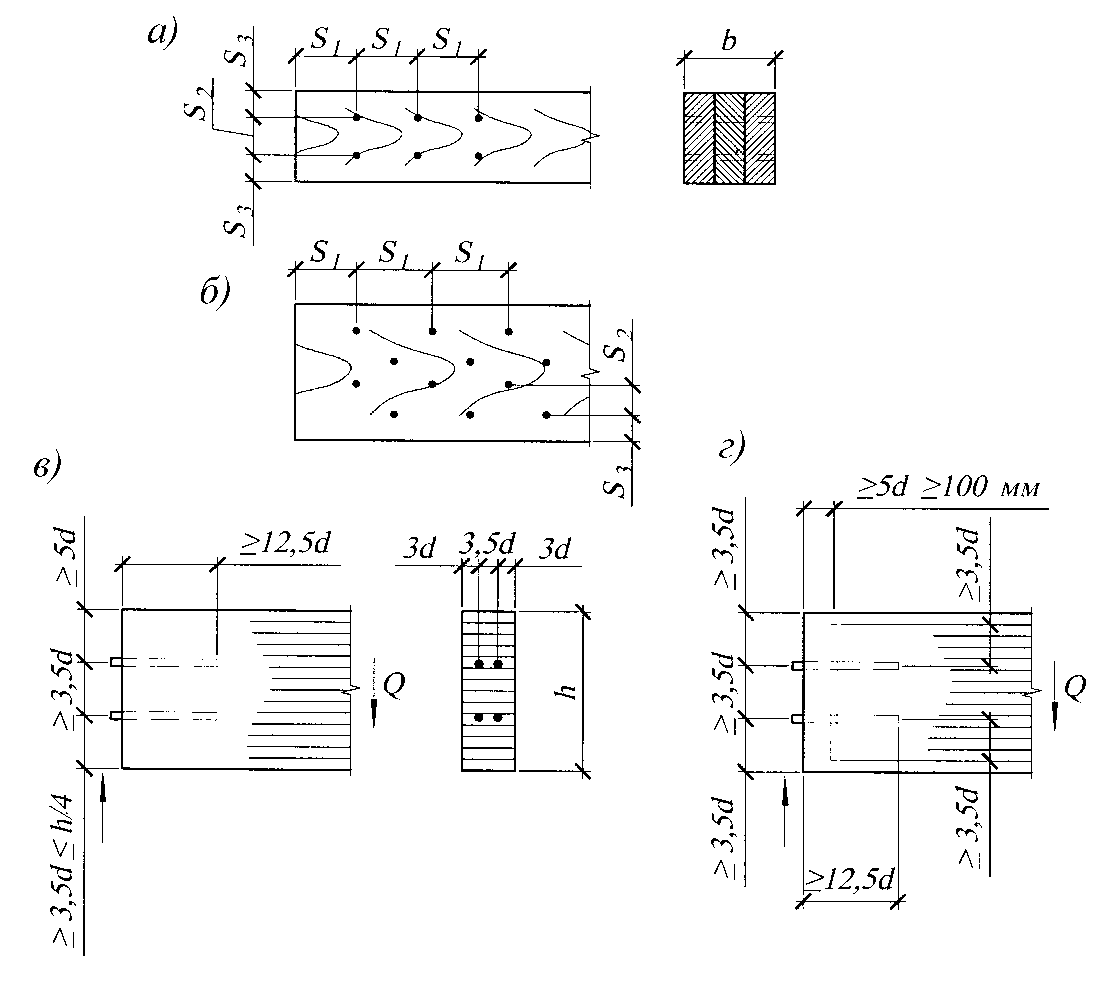 а)
S₁ S₁ S₁
S₃
S₂
S₃
b
б)
S₁ S₁ S₁
S₂
S₃
в)
≥12,5d
≥5d
≥3,5d
≥3,5d ≤ h/4
Q
3d 3,5d 3d
h
г)
≥5d ≥100 мм
≥3,5d
≥3,5d
≥3,5d
≥3,5d
≥3,5d
Q
≥12,5d